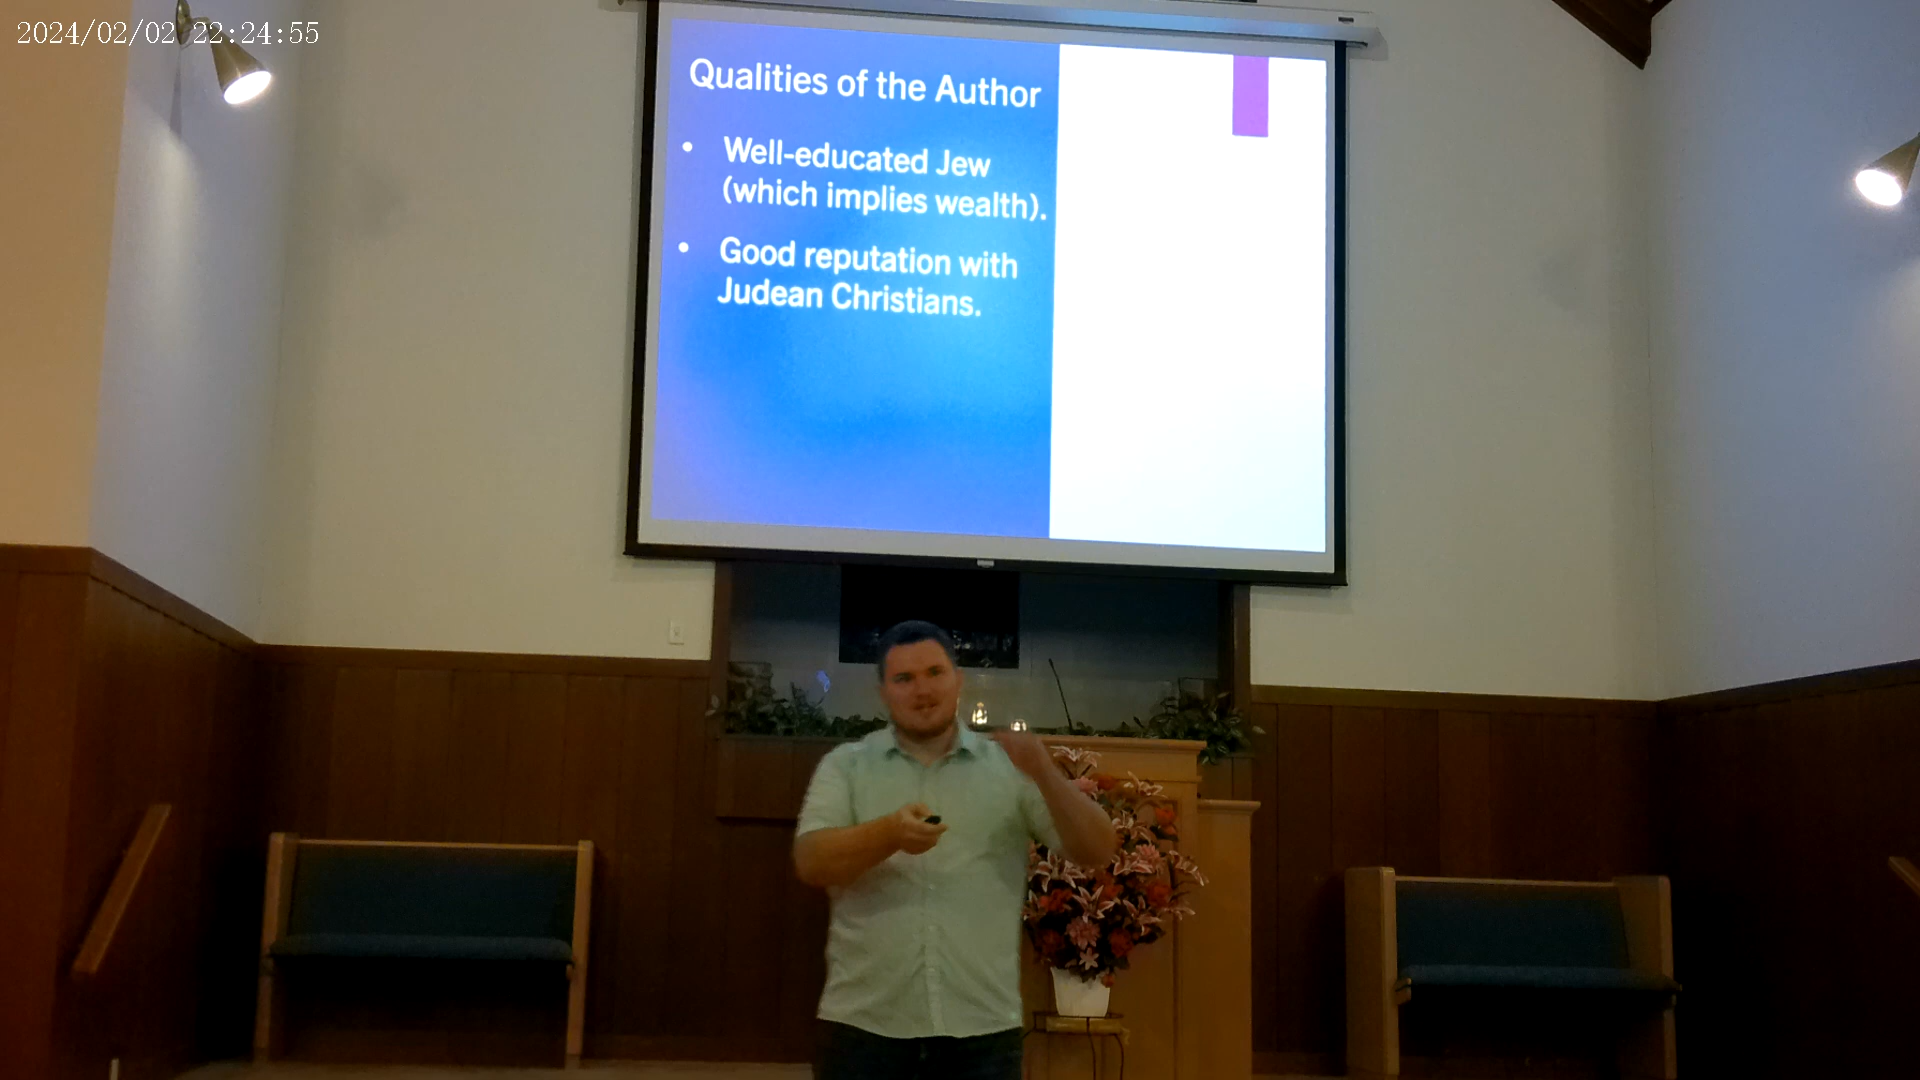 2024/02/02 22:24:55
Qualities of the Author
• Well-educated Jew
(which implies wealth).
• Good reputation with
Judean Christians.